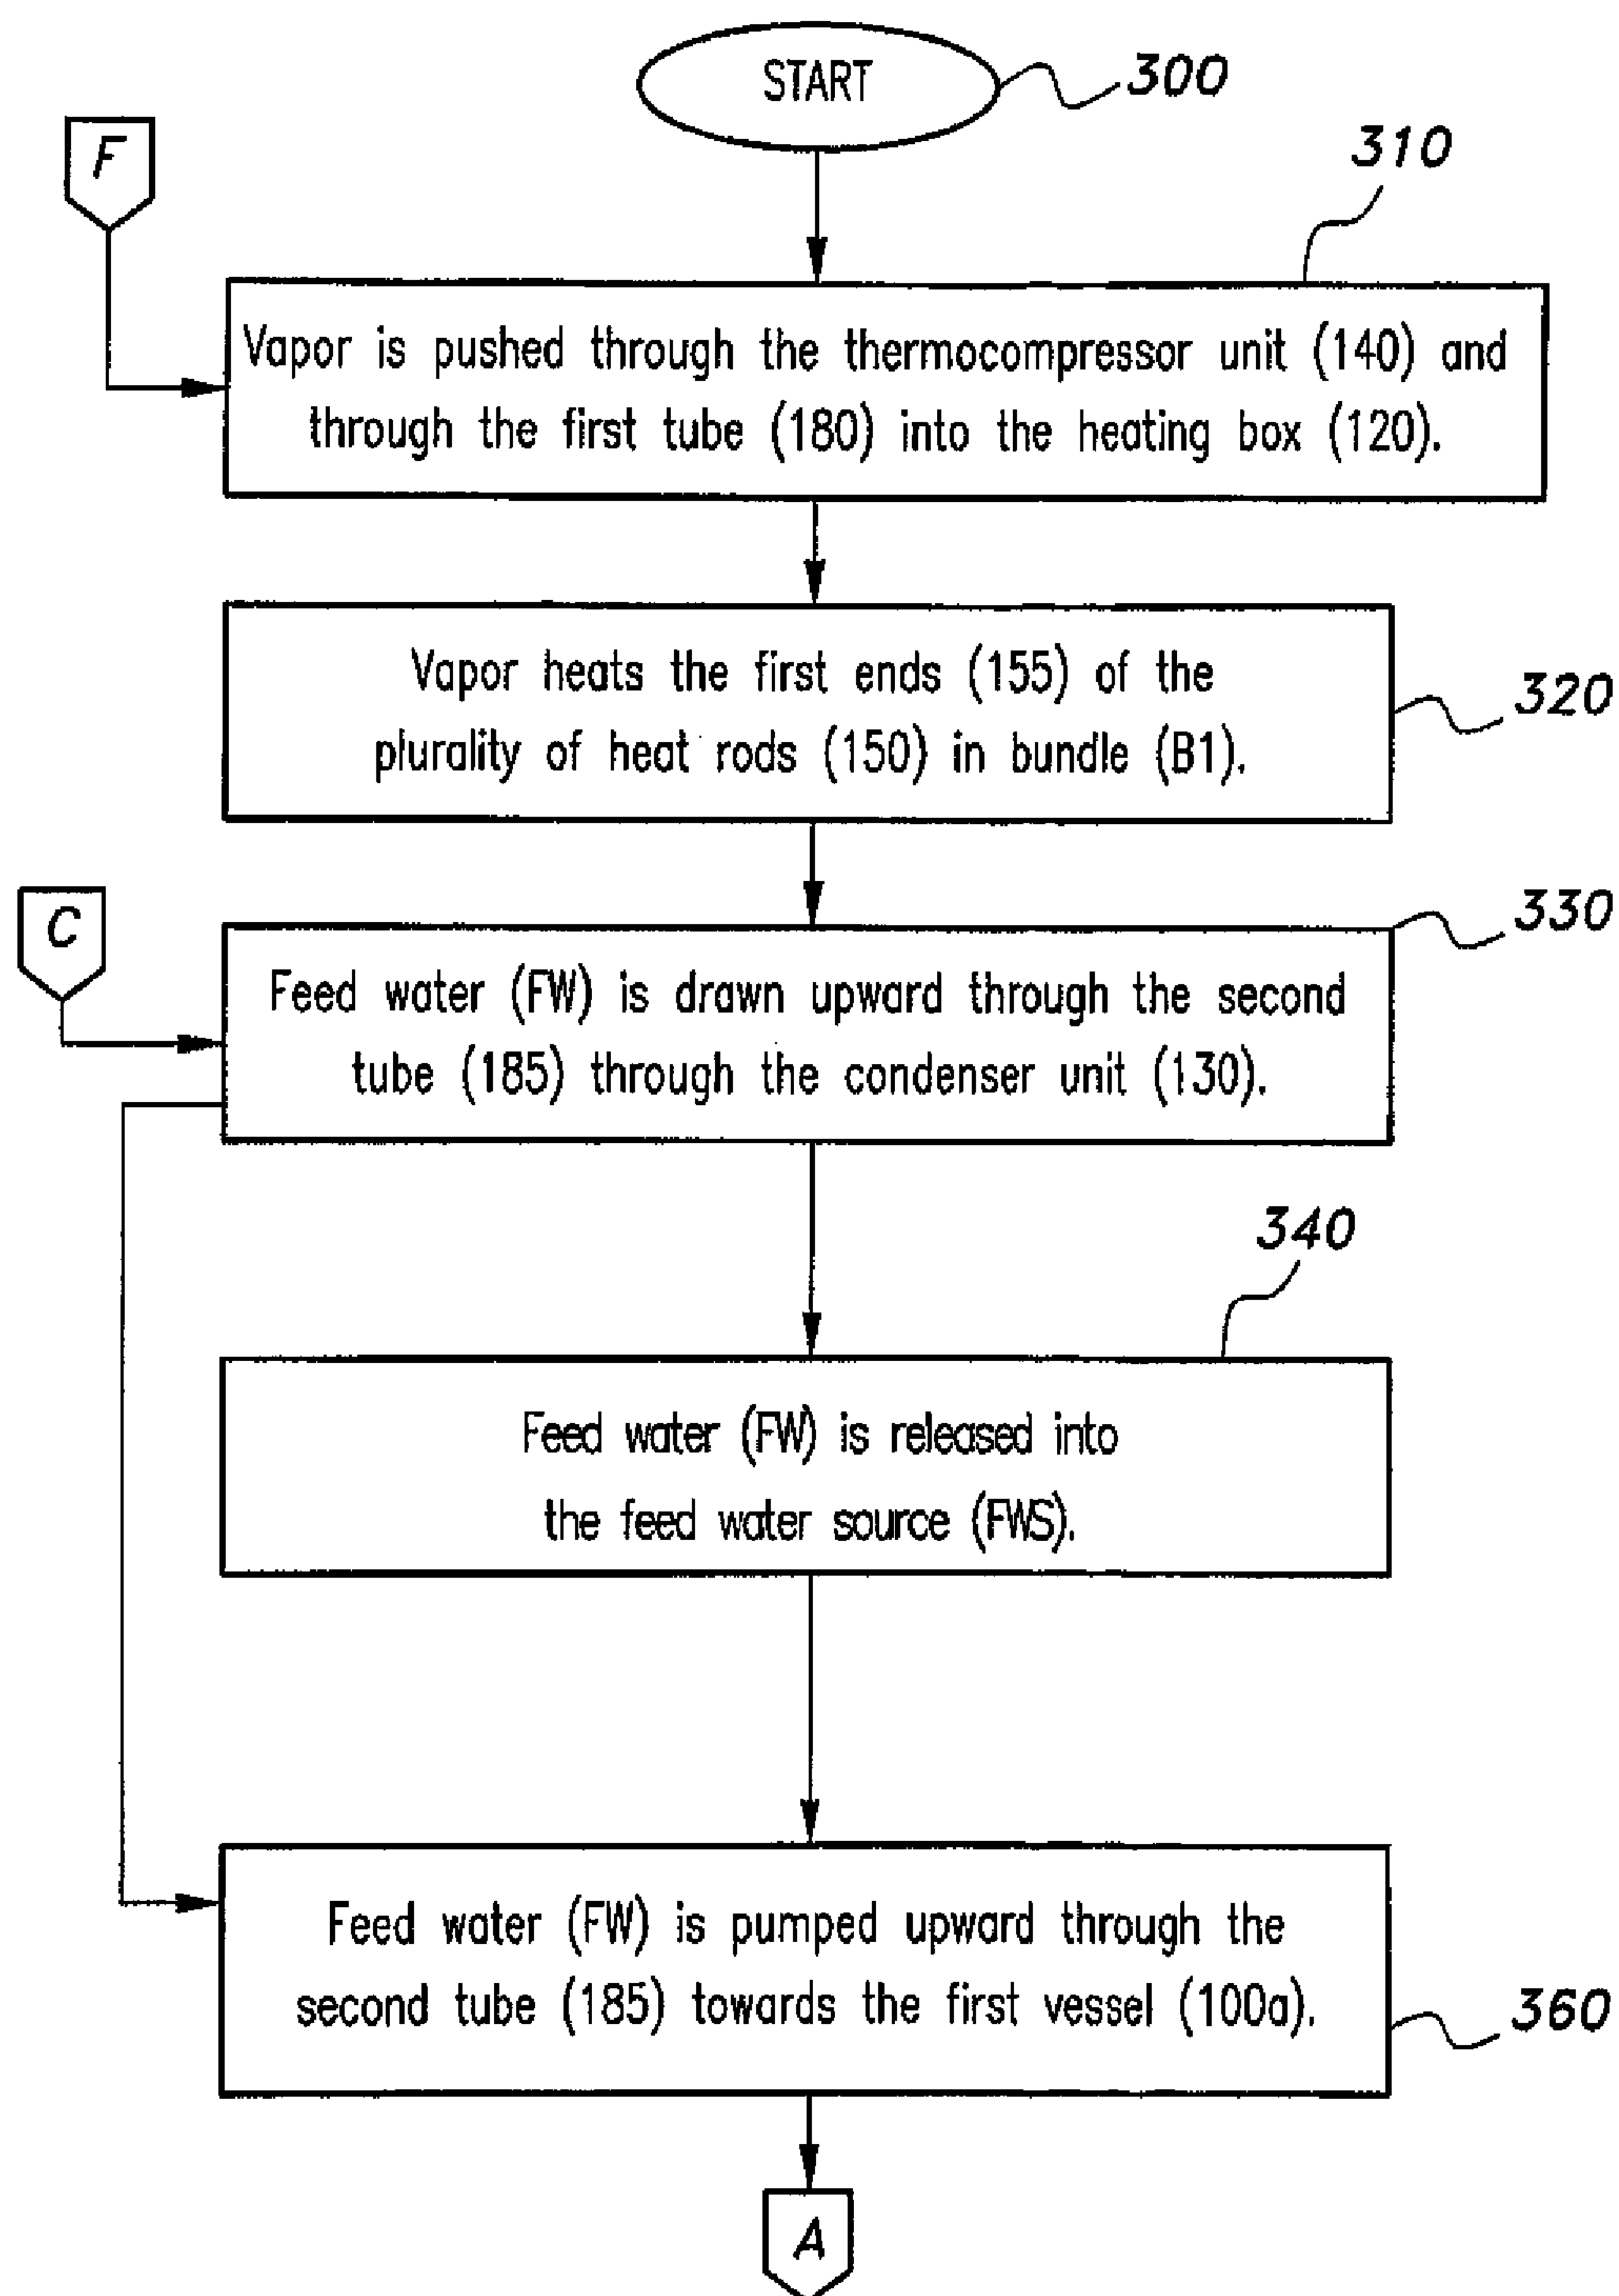 START
300
F
310
Vapor is pushed through the thermocompressor unit (140) and
through the first tube (180) into the heating box (120).
Vapor heats the first ends (155) of the
plurality of heat rods (150) in bundle (B1).
320
C
330
Feed water (FW) is drawn upward through the second
tube (185) through the condenser unit (130).
340
Feed water (FW) is released into
the feed water source (FWS).
Feed water (FW) is pumped upward through the
second tube (185) towards the first vessel (100a).
360
A